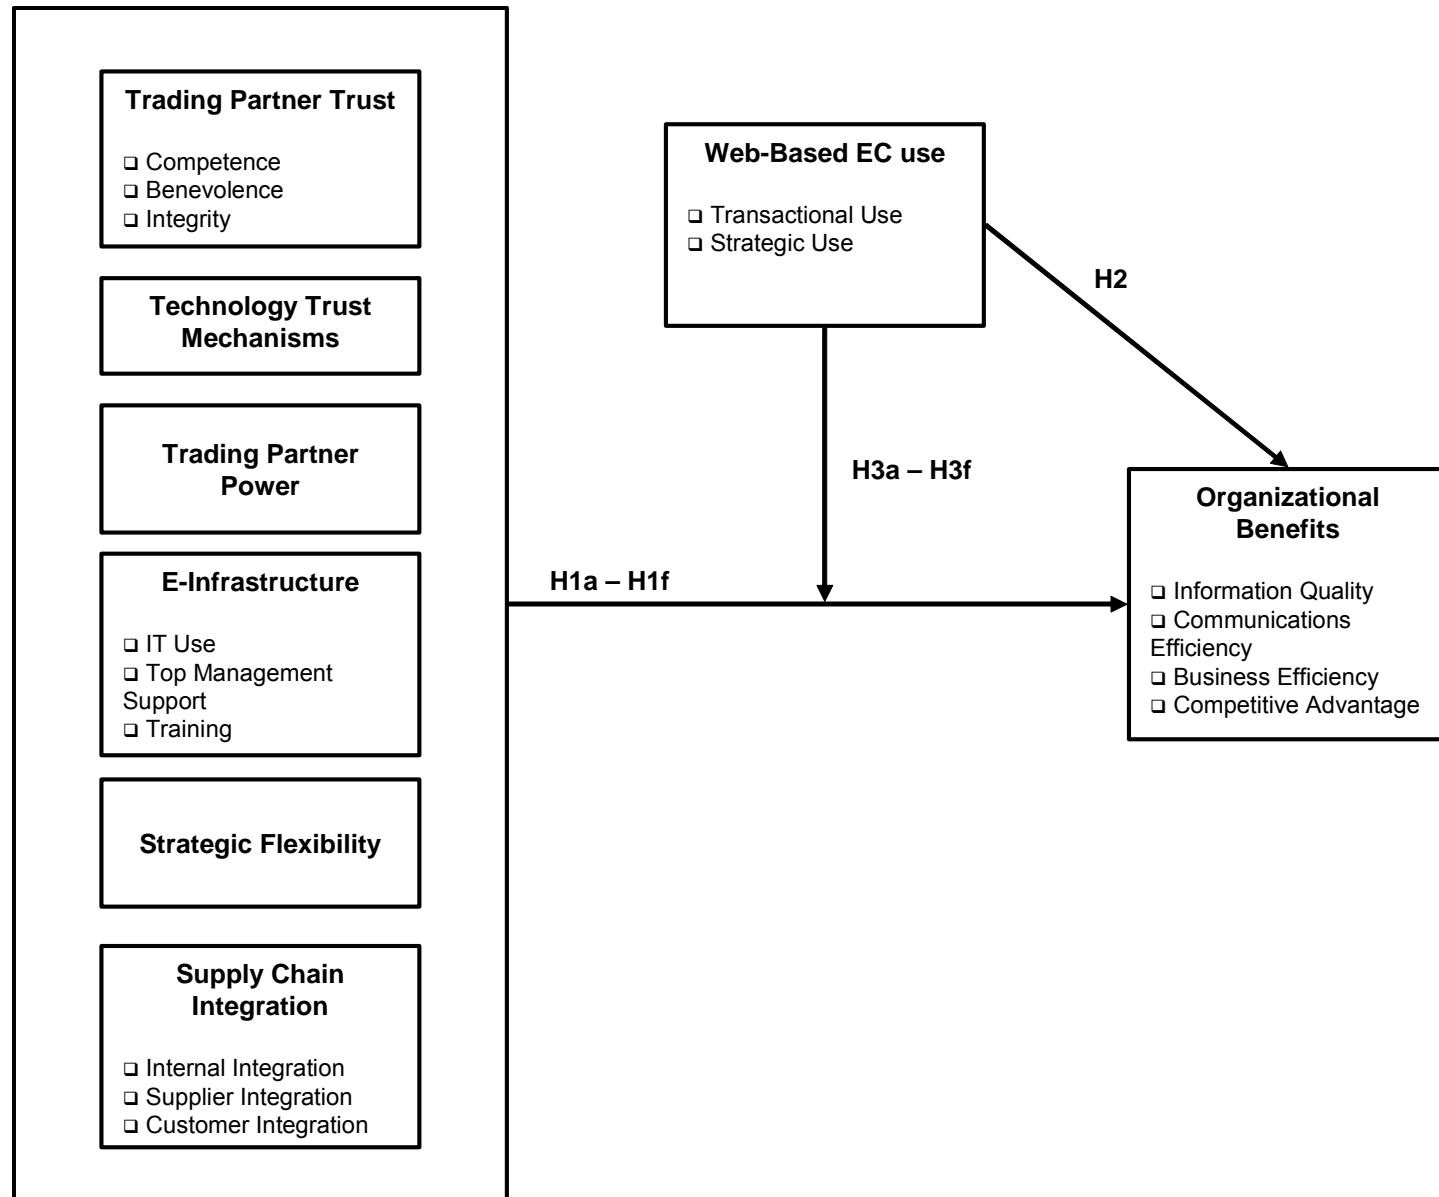 Trading Partner Trust
❑ Competence
❑ Benevolence
❑ Integrity
Technology Trust
Mechanisms
Trading Partner
Power
E-Infrastructure
❑ IT Use
❑ Top Management
Support
❑ Training
Strategic Flexibility
Supply Chain
Integration
❑ Internal Integration
❑ Supplier Integration
❑ Customer Integration
Web-Based EC use
❑ Transactional Use
❑ Strategic Use
H2
H3a – H3f
H1a – H1f
Organizational
Benefits
❑ Information Quality
❑ Communications
Efficiency
❑ Business Efficiency
❑ Competitive Advantage